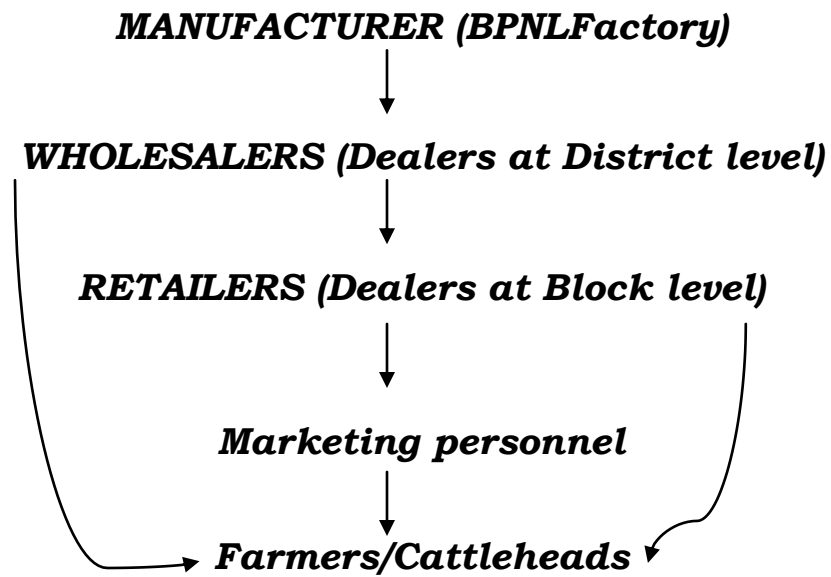 MANUFACTURER (BPNLFactory)
WHOLESALERS (Dealers at District level)
RETAILERS (Dealers at Block level)
Marketing personnel
Farmers/Cattleheads